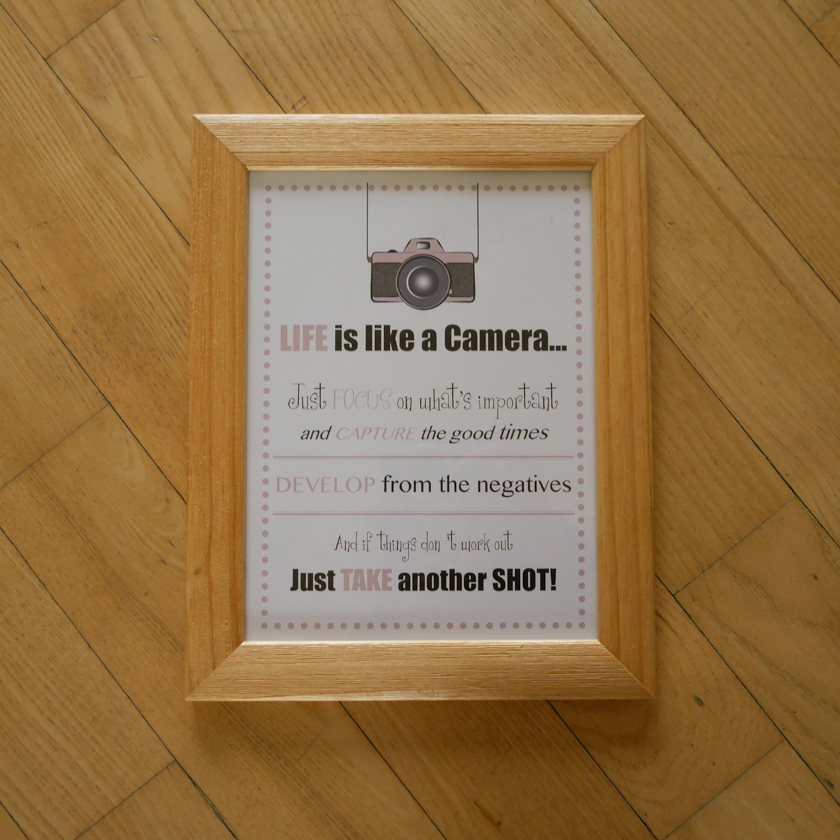 LIFE is like a Camera...
Just FOCUS on what's important
and CAPTURE the good times
DEVELOP from the negatives
And if things don't work out
Just TAKE another SHOT!